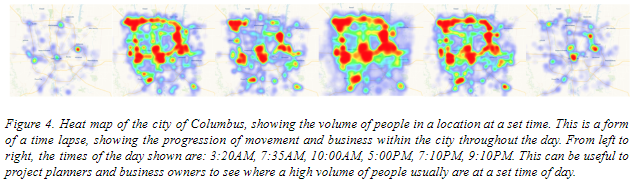 Figure 4. Heat map of the city of Columbus, showing the volume of people in a location at a set time. This is a form
of a time lapse, showing the progression of movement and business within the city throughout the day. From left to
right, the times of the day shown are: 3:20AM, 7:35AM, 10:00AM, 5:00PM, 7:10PM, 9:10PM. This can be useful to
project planners and business owners to see where a high volume of people usually are at a set time of day.